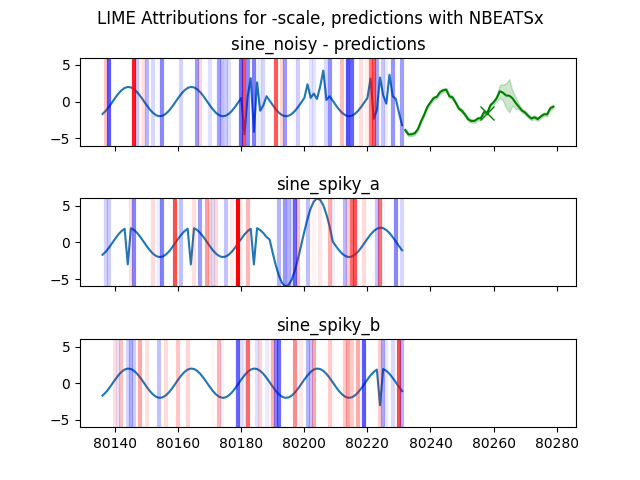 LIME Attributions for -scale, predictions with NBEATSx
sine_noisy - predictions
5
0
−5
sine_spiky_a
5
0
−5
sine_spiky_b
5
0
−5
80140 80160 80180 80200 80220 80240 80260 80280